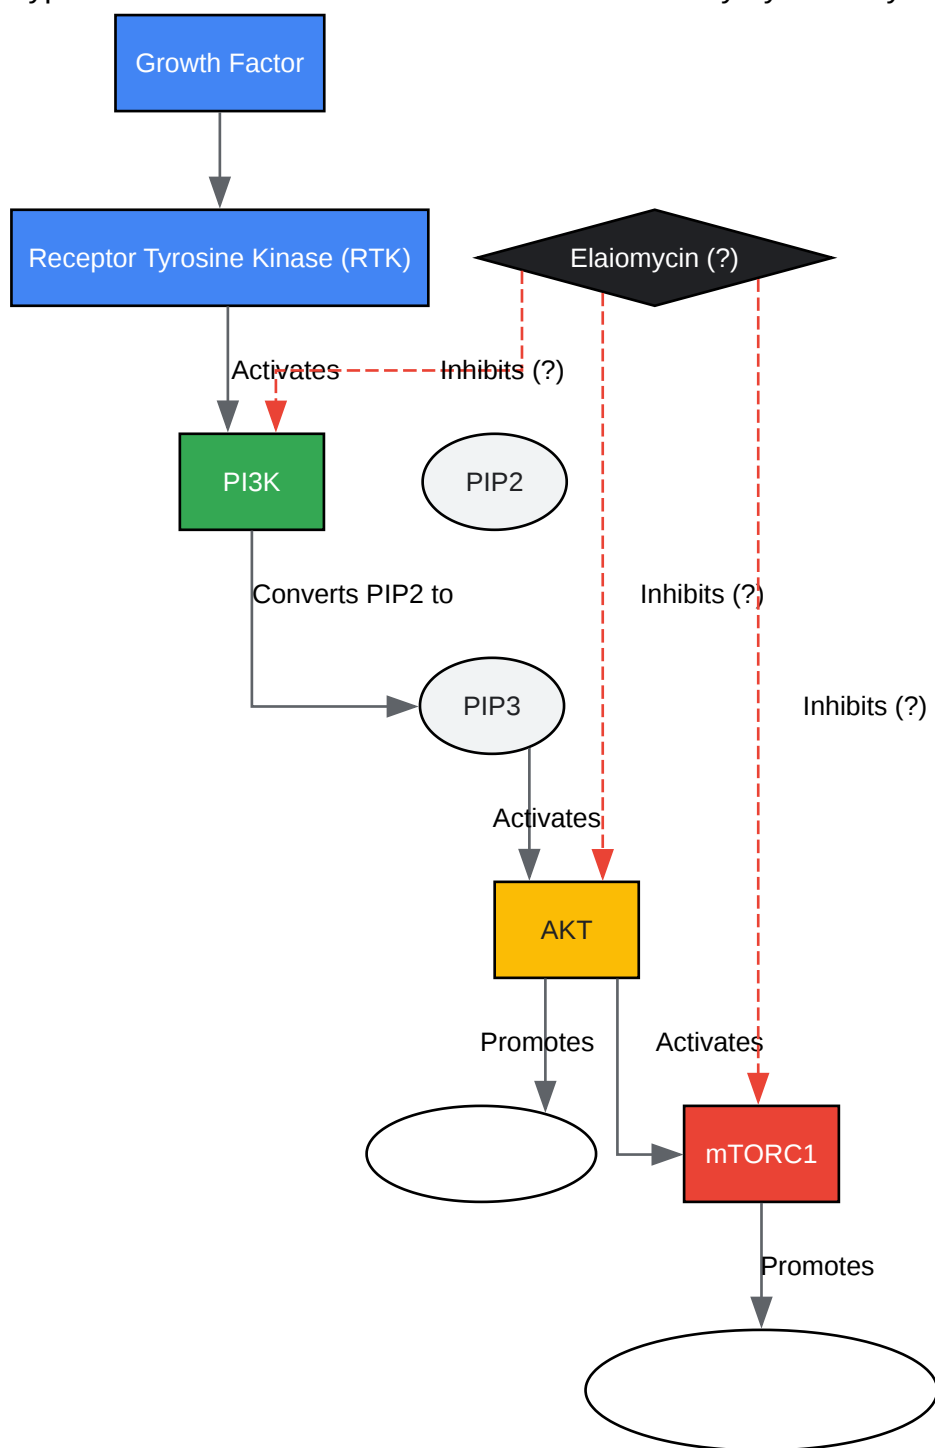 Growth Factor
Receptor Tyrosine Kinase (RTK)
Elaiomycin (?)
Activates
Inhibits (?)
PI3K
PIP2
Converts PIP2 to
Inhibits (?)
PIP3
Inhibits (?)
Activates
AKT
Promotes
Activates
mTORC1
Promotes